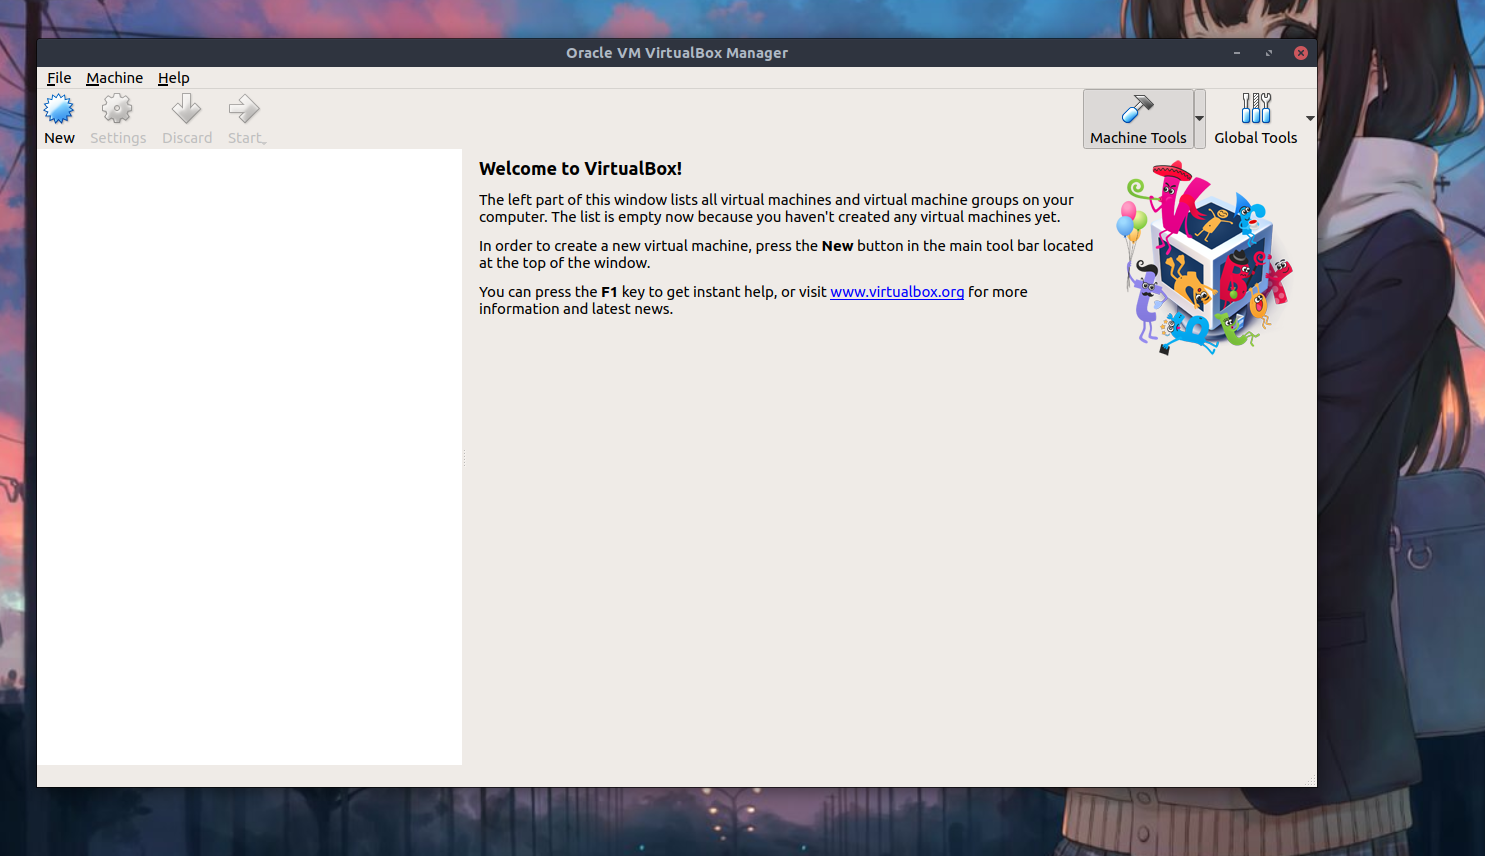 Oracle VM VirtualBox Manager
File Machine Help
New Settings Discard Start
Machine Tools Global Tools
Welcome to VirtualBox!
The left part of this window lists all virtual machines and virtual machine groups on your
computer. The list is empty now because you haven't created any virtual machines yet.
In order to create a new virtual machine, press the New button in the main tool bar located
at the top of the window.
You can press the F1 key to get instant help, or visit www.virtualbox.org for more
information and latest news.